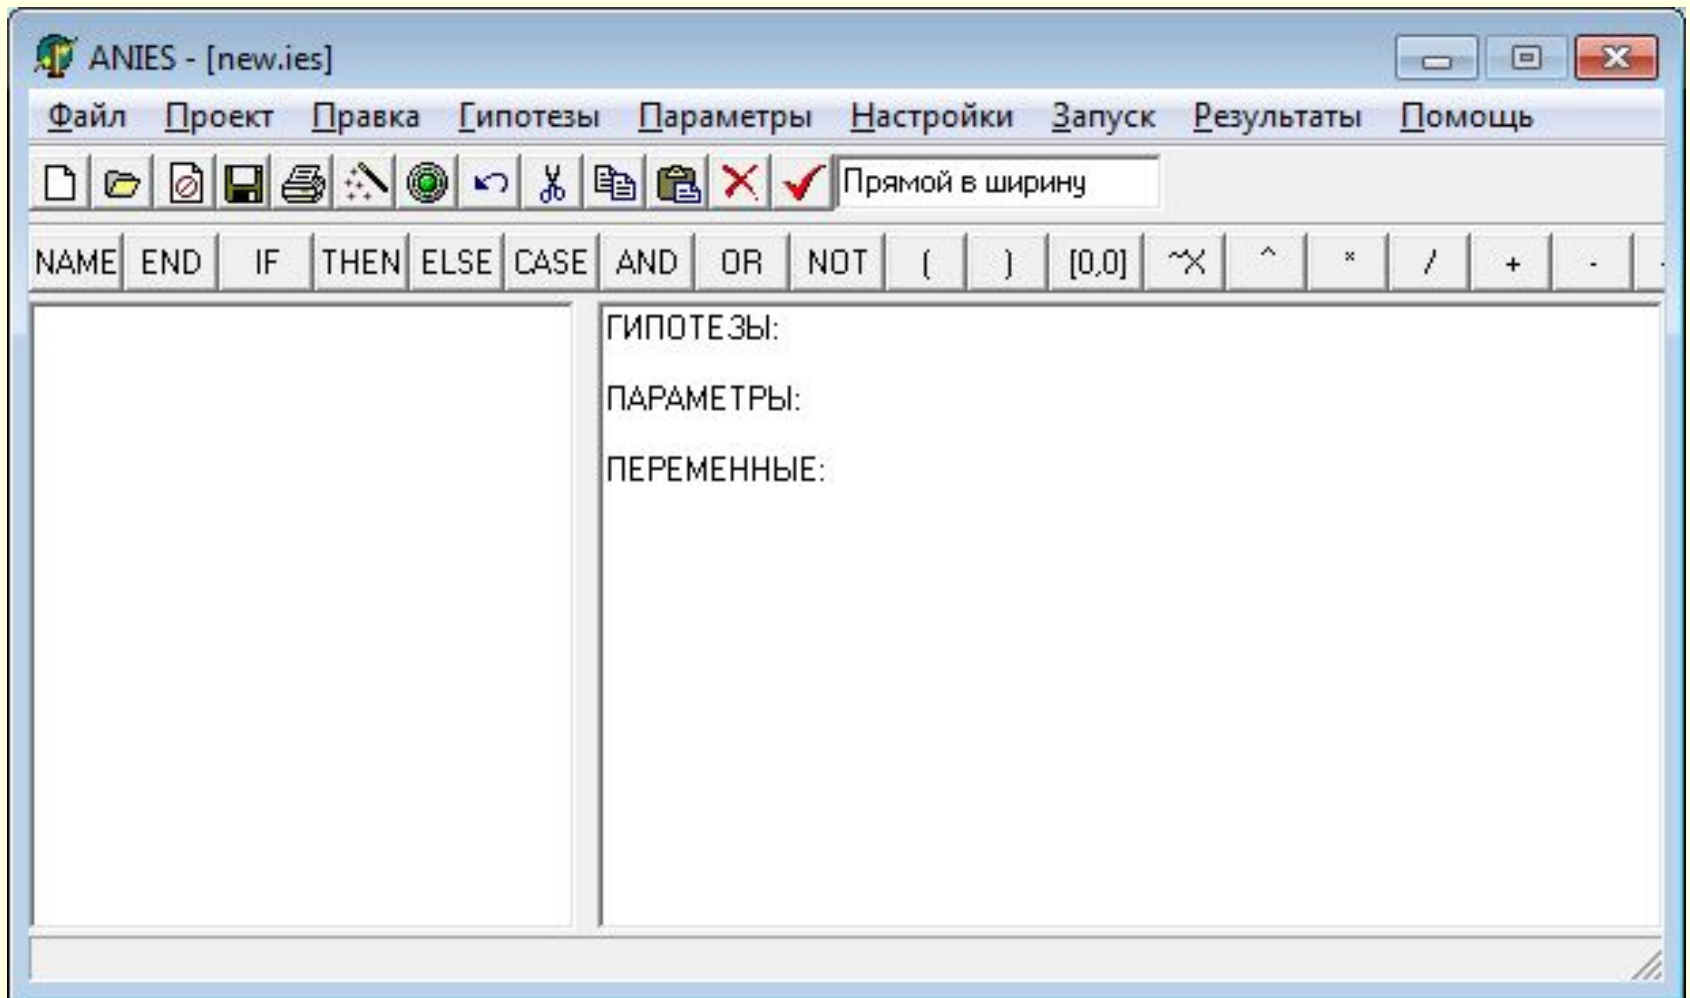 ANIES - [new.ies]
Файл Проект Правка Гипотезы Параметры Настройки Запуск Результаты Помощь
Прямой в ширину
NAME END IF THEN ELSE CASE AND OR NOT ( ) [0,0] ~X ^ * / + -
ГИПОТЕЗЫ:
ПАРАМЕТРЫ:
ПЕРЕМЕННЫЕ: